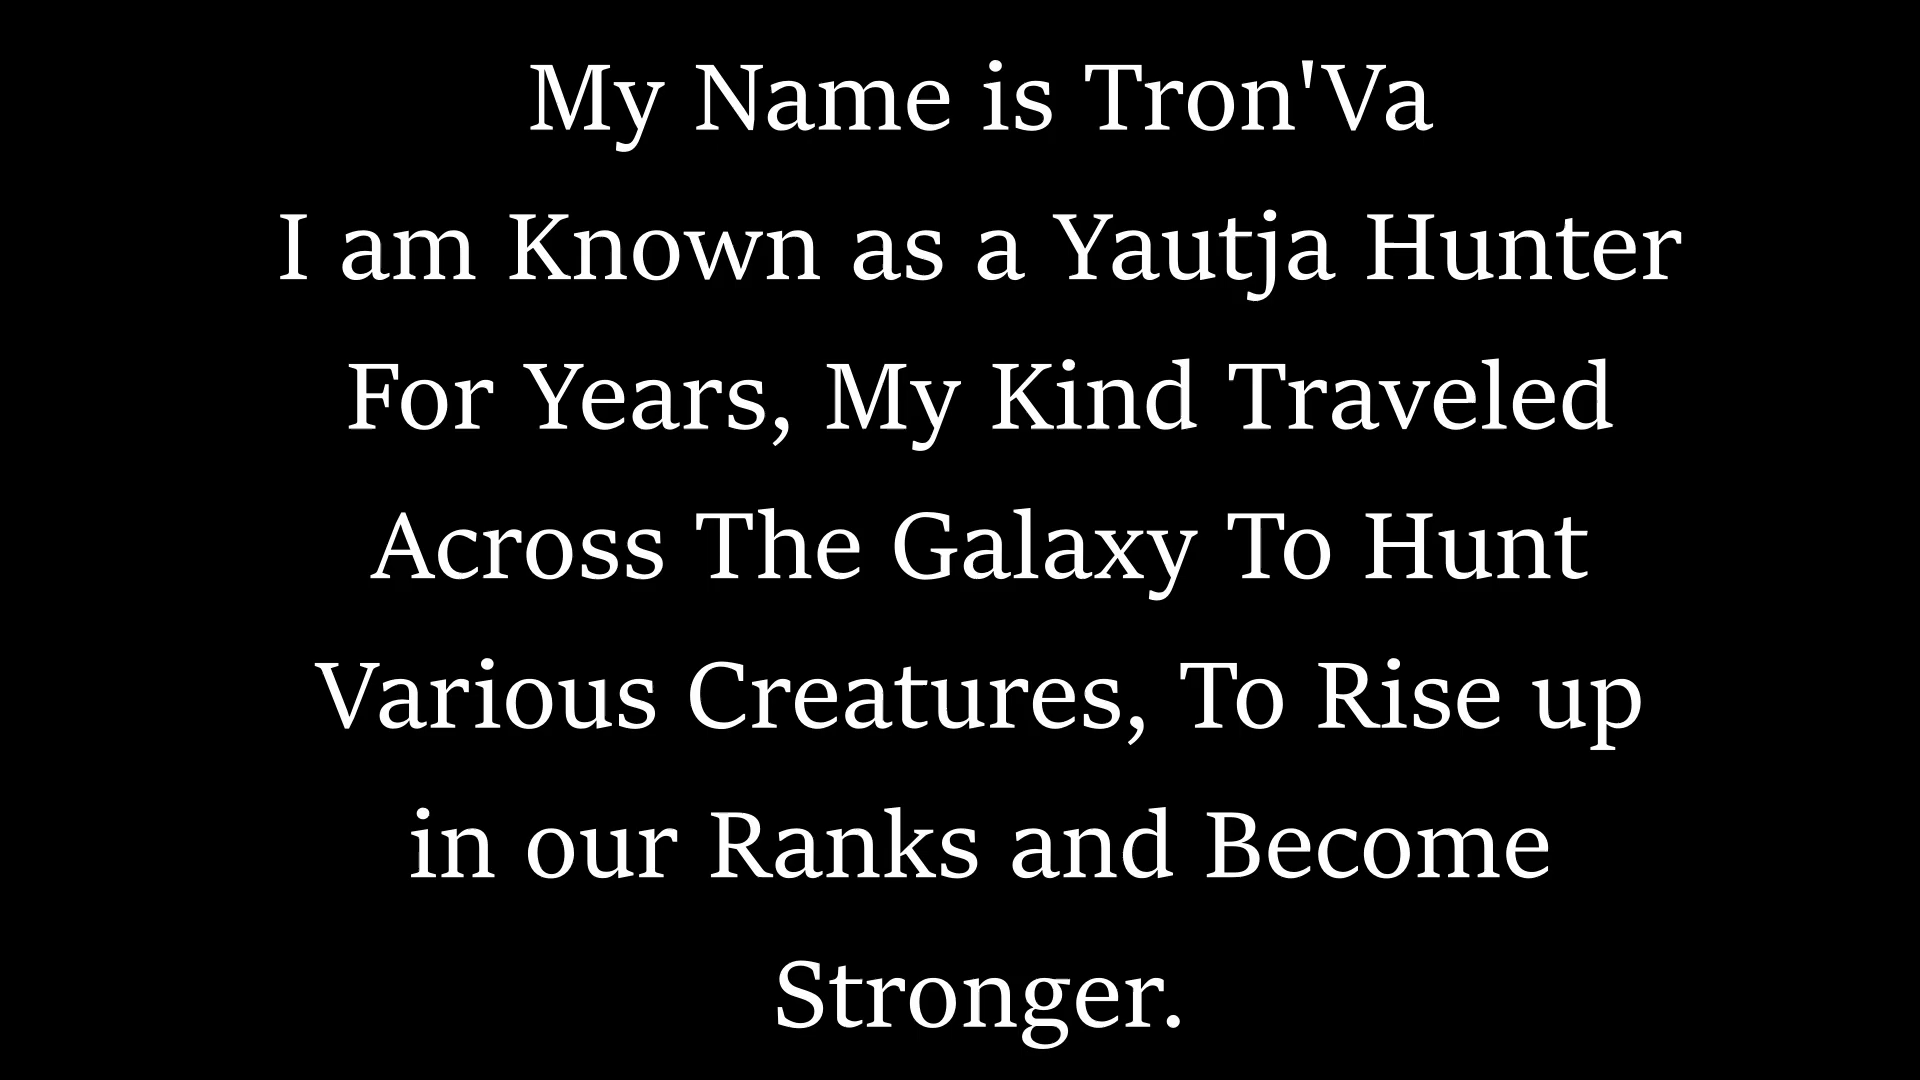 My Name is Tron'Va
I am Known as a Yautja Hunter
For Years, My Kind Traveled
Across The Galaxy To Hunt
Various Creatures, To Rise up
in our Ranks and Become
Stronger.